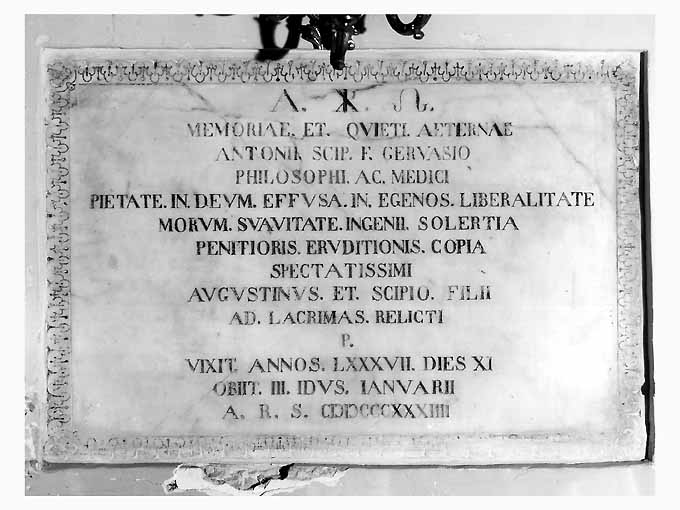 Α. ⳩. Ω.
MEMORIAE. ET. QVIETI. AETERNAE
ANTONII. SCIP. F. GERVASIO
PHILOSOPHI. AC. MEDICI
PIETATE. IN. DEVM. EFFVSA. IN. EGENOS. LIBERALITATE
MORVM. SVAVITATE. INGENII. SOLERTIA
PENITIORIS. ERVDITIONIS. COPIA
SPECTATISSIMI
AVGVSTINVS. ET. SCIPIO. FILII
AD. LACRIMAS. RELICTI
P.
VIXIT. ANNOS. LXXXVII. DIES XI
OBIIT. III. IDVS. IANVARII
A. R. S. CIƆIƆCCCXXXIIII